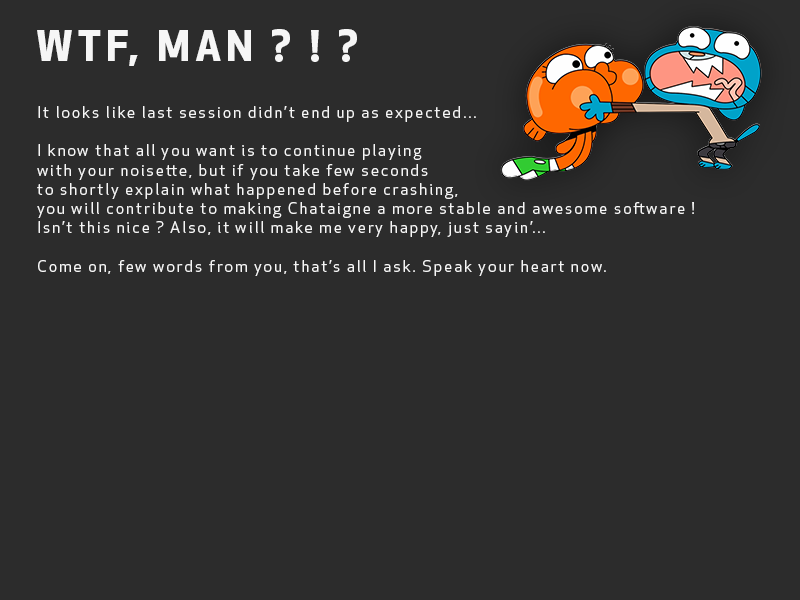 WTF, MAN ? ! ?
It looks like last session didn't end up as expected...
I know that all you want is to continue playing
with your noisette, but if you take few seconds
to shortly explain what happened before crashing,
you will contribute to making Chataigne a more stable and awesome software !
Isn't this nice ? Also, it will make me very happy, just sayin'...
Come on, few words from you, that's all I ask. Speak your heart now.